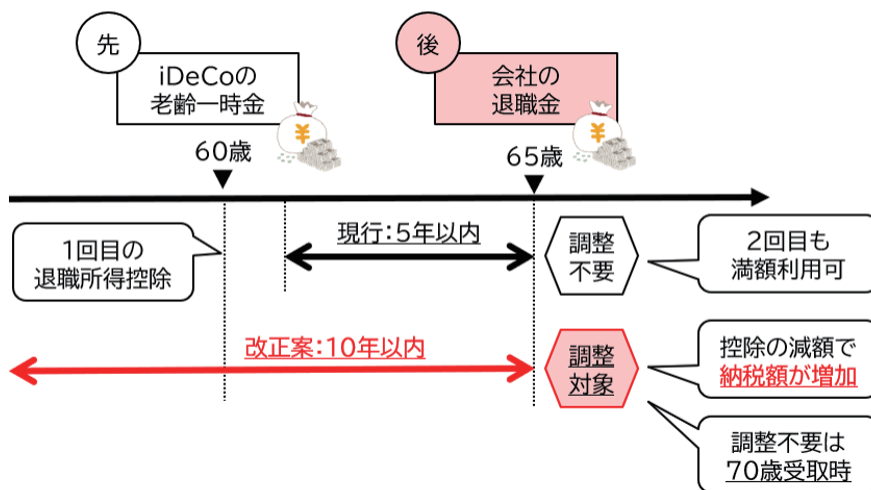 先
iDeCoの
老齢一時金
¥
60歳
後
会社の
退職金
¥
65歳
1回目の
退職所得控除
現行:5年以内
調整
不要
2回目も
満額利用可
改正案:10年以内
調整
対象
控除の減額で
納税額が増加
調整不要は
70歳受取時